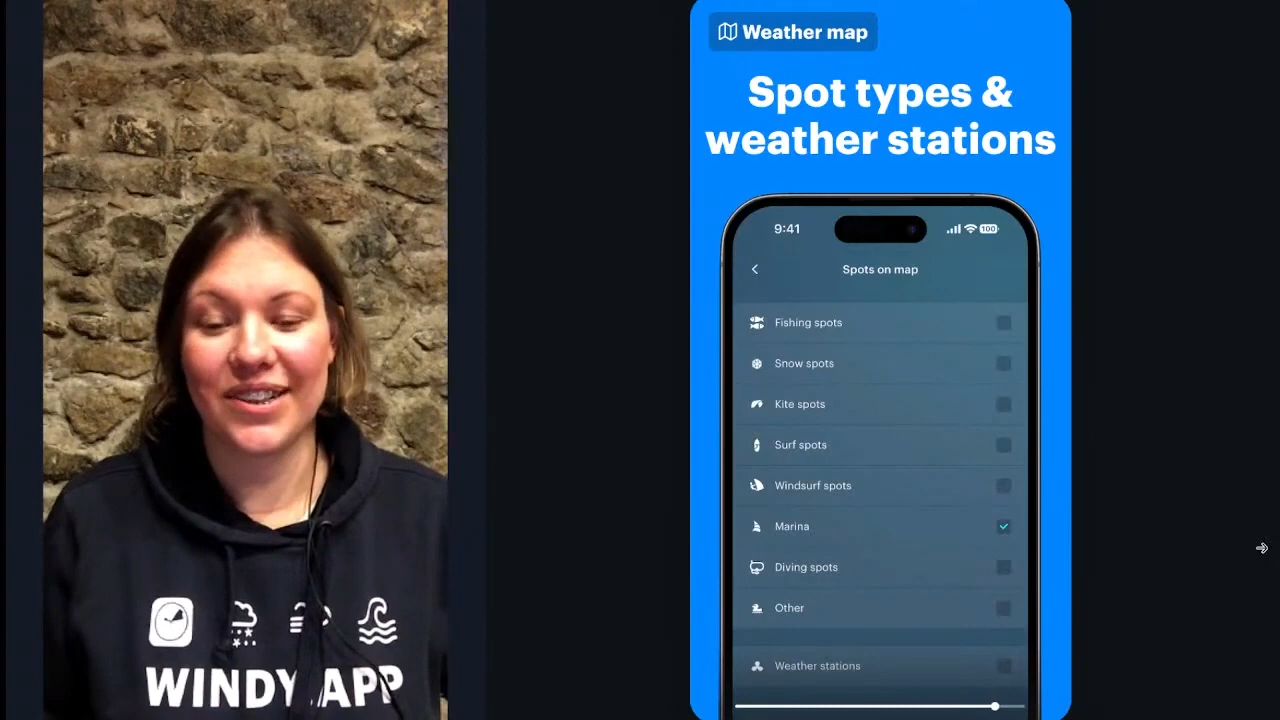 WINDY.APP
Weather map
Spot types &
weather stations
9:41
100
Spots on map
Fishing spots
Snow spots
Kite spots
Surf spots
Windsurf spots
Marina
Diving spots
Other
Weather stations